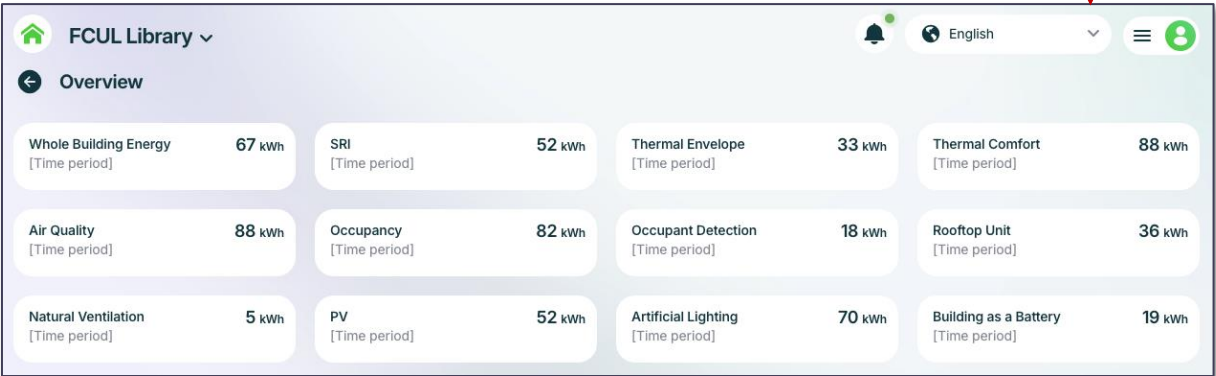 FCUL Library
English
Overview
Whole Building Energy 67 kWh
[Time period]
SRI 52 kWh
[Time period]
Thermal Envelope 33 kWh
[Time period]
Thermal Comfort 88 kWh
[Time period]
Air Quality 88 kWh
[Time period]
Occupancy 82 kWh
[Time period]
Occupant Detection 18 kWh
[Time period]
Rooftop Unit 36 kWh
[Time period]
Natural Ventilation 5 kWh
[Time period]
PV 52 kWh
[Time period]
Artificial Lighting 70 kWh
[Time period]
Building as a Battery 19 kWh
[Time period]